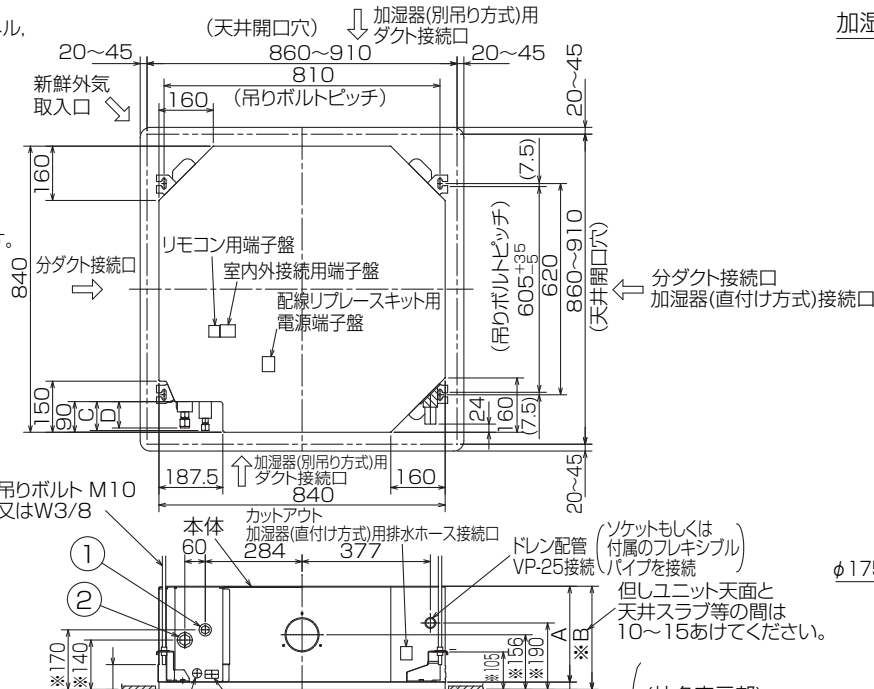 ル,
(天井開口穴)
加湿器(別吊り方式)用
ダクト接続口
加湿
20~45
860~910
20~45
810
新鮮外気
取入口
160
(吊りボルトピッチ)
20~45
160
(7.5)
840
す。
分ダクト接続口
リモコン用端子盤
室内外接続用端子盤
配線リプレースキット用
電源端子盤
(吊りボルトピッチ)
605+35-5
620
860~910
(天井開口穴)
分ダクト接続口
加湿器(直付け方式)接続口
150
90
C
D
24
160
(7.5)
187.5
加湿器(別吊り方式)用
ダクト接続口
160
840
20~45
吊りボルト M10
又はW3/8
本体
カットアウト
加湿器(直付け方式)用排水ホース接続口
60
284
377
ドレン配管
VP-25接続
(ソケットもしくは
付属のフレキシブル
パイプを接続)
φ175
①
②
但しユニット天面と
天井スラブ等の間は
10~15あけてください。
※170
※140
※105
※156
※190
A
※B